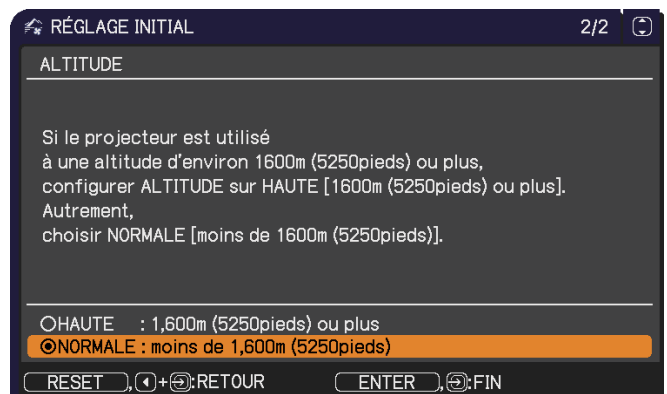 RÉGLAGE INITIAL 2/2
ALTITUDE
Si le projecteur est utilisé
à une altitude d'environ 1600m (5250pieds) ou plus,
configurer ALTITUDE sur HAUTE [1600m (5250pieds) ou plus].
Autrement,
choisir NORMALE [moins de 1600m (5250pieds)].
HAUTE : 1,600m (5250pieds) ou plus
NORMALE : moins de 1,600m (5250pieds)
RESET , + :RETOUR ENTER , :FIN